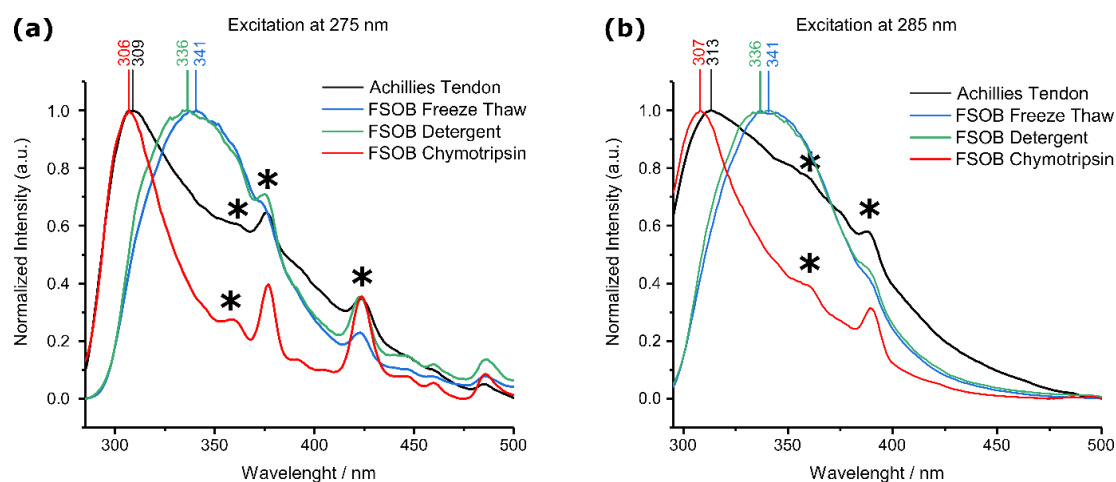 (a)
Excitation at 275 nm
306
309
336
341
Achillies Tendon
FSOB Freeze Thaw
FSOB Detergent
FSOB Chymotripsin
Normalized Intensity (a.u.)
1.0
0.8
0.6
0.4
0.2
0.0
*
*
*
*
300
350
400
450
500
Wavelenght / nm
(b)
Excitation at 285 nm
307
313
336
341
Achillies Tendon
FSOB Freeze Thaw
FSOB Detergent
FSOB Chymotripsin
Normalized Intensity (a.u.)
1.0
0.8
0.6
0.4
0.2
0.0
*
*
*
300
350
400
450
500
Wavelenght / nm